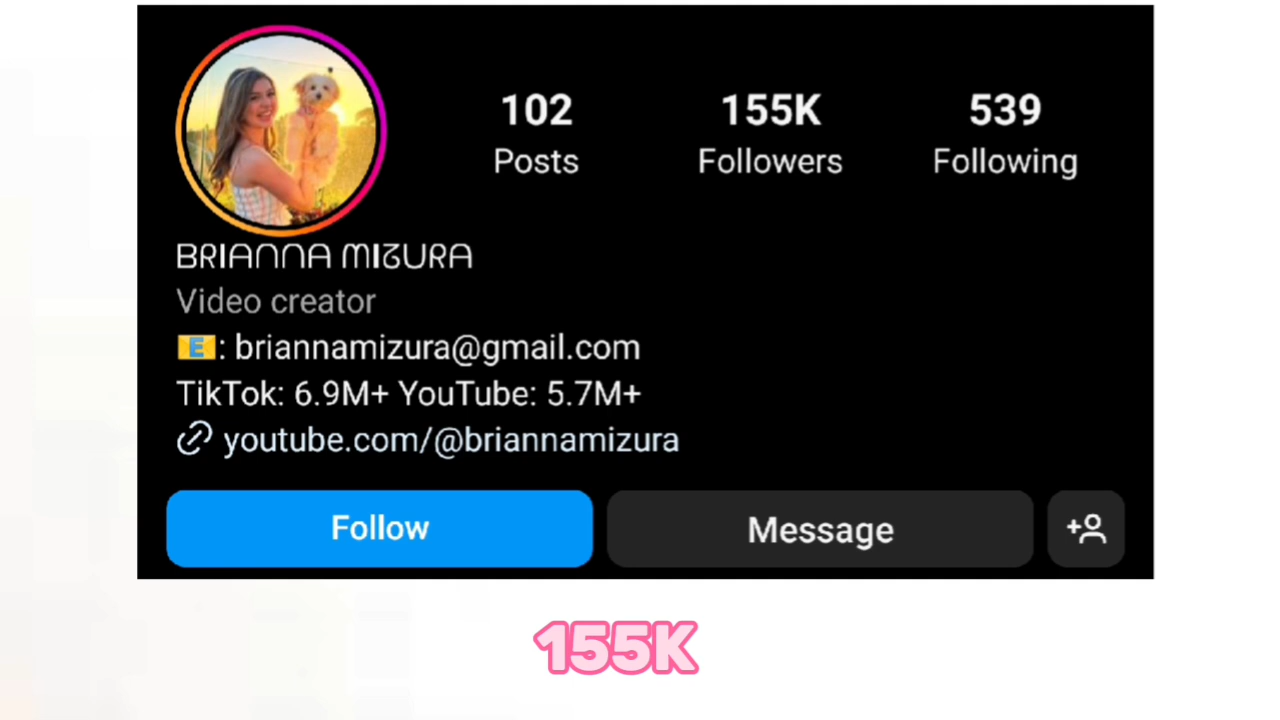 102 155K 539
Posts Followers Following
BRIANNA MIZURA
Video creator
📧: briannamizura@gmail.com
TikTok: 6.9M+ YouTube: 5.7M+
youtube.com/@briannamizura
Follow Message
155K